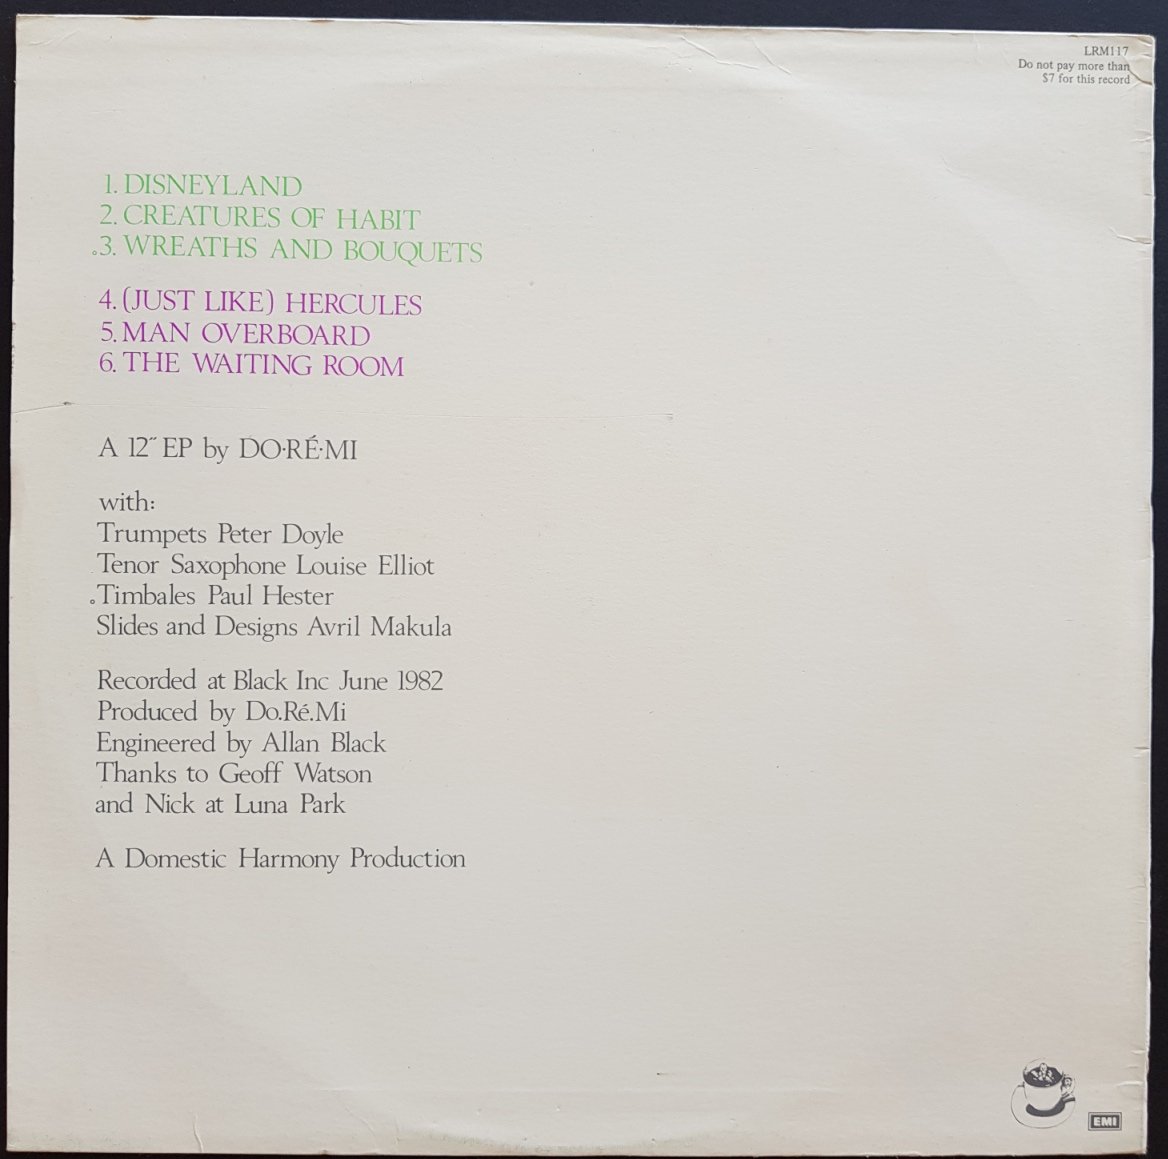 LRM117
Do not pay more than
$7 for this record
1. DISNEYLAND
2. CREATURES OF HABIT
∘3. WREATHS AND BOUQUETS
4. (JUST LIKE) HERCULES
5. MAN OVERBOARD
6. THE WAITING ROOM
A 12″ EP by DO·RÉ·MI
with:
Trumpets Peter Doyle
Tenor Saxophone Louise Elliot
∘Timbales Paul Hester
Slides and Designs Avril Makula
Recorded at Black Inc June 1982
Produced by Do.Ré.Mi
Engineered by Allan Black
Thanks to Geoff Watson
and Nick at Luna Park
A Domestic Harmony Production
EMI